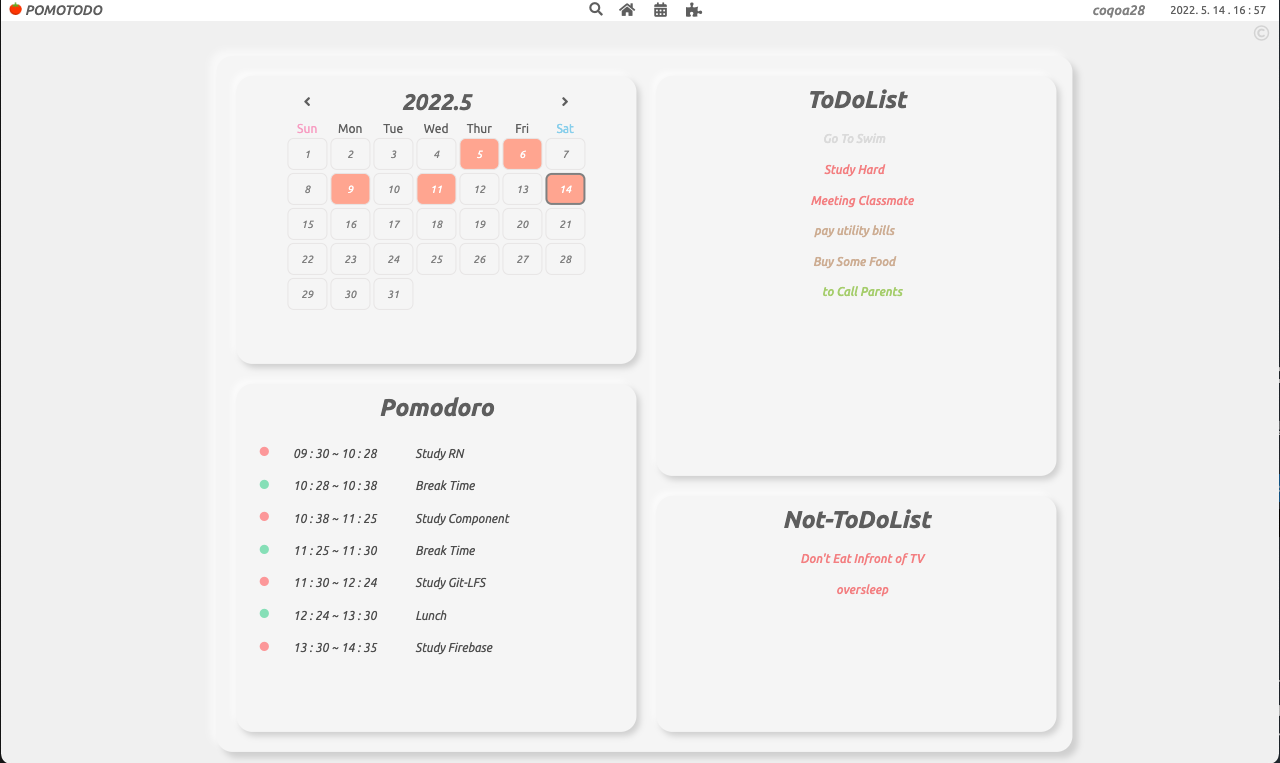 POMOTODO
coqoa28 2022. 5. 14 . 16 : 57
©
2022.5
Sun Mon Tue Wed Thur Fri Sat
1 2 3 4 5 6 7
8 9 10 11 12 13 14
15 16 17 18 19 20 21
22 23 24 25 26 27 28
29 30 31
Pomodoro
09 : 30 ~ 10 : 28 Study RN
10 : 28 ~ 10 : 38 Break Time
10 : 38 ~ 11 : 25 Study Component
11 : 25 ~ 11 : 30 Break Time
11 : 30 ~ 12 : 24 Study Git-LFS
12 : 24 ~ 13 : 30 Lunch
13 : 30 ~ 14 : 35 Study Firebase
ToDoList
Go To Swim
Study Hard
Meeting Classmate
pay utility bills
Buy Some Food
to Call Parents
Not-ToDoList
Don't Eat Infront of TV
oversleep